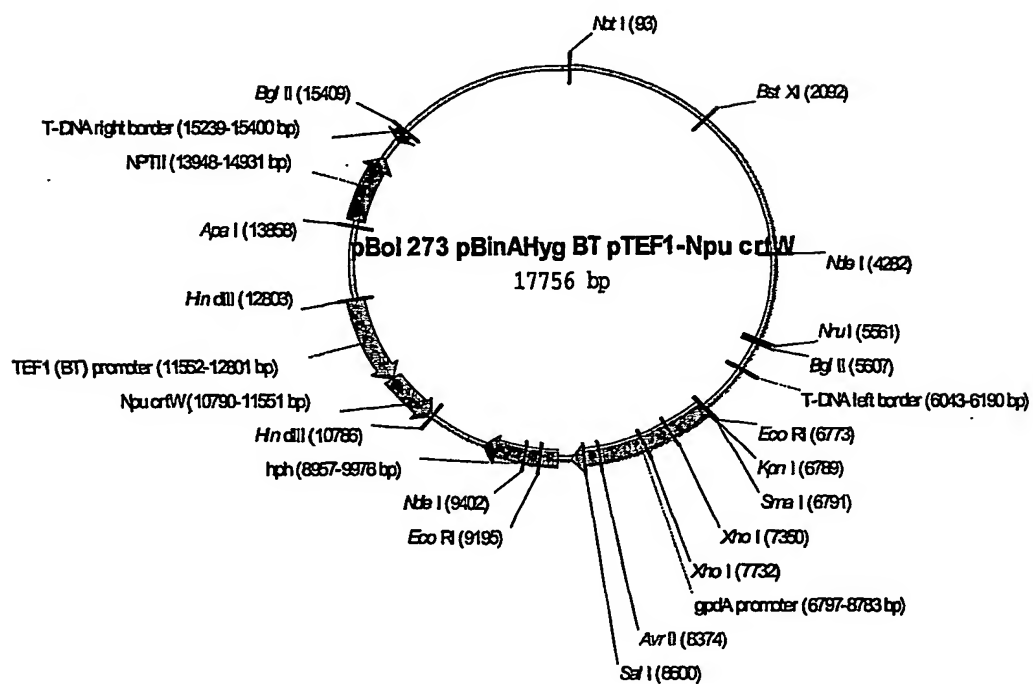 Not I (93)
Bst XI (2092)
Nde I (4282)
Nru I (5561)
Bgl II (5607)
T-DNA left border (6043-6190 bp)
Eco RI (6773)
Kpn I (6789)
Sma I (6791)
Xho I (7350)
Xho I (7732)
gpdA promoter (6797-8783 bp)
Avr II (8374)
Sal I (8600)
Eco RI (9195)
Nde I (9402)
hph (8957-9978 bp)
Hin dIII (10786)
Npu crtW (10790-11551 bp)
TEF1 (BT) promoter (11552-12801 bp)
Hin dIII (12803)
Apa I (13858)
NPTII (13948-14931 bp)
T-DNA right border (15239-15400 bp)
Bgl II (15409)
pBol 273 pBinAHyg BT pTEF1-Npu crtW
17756 bp